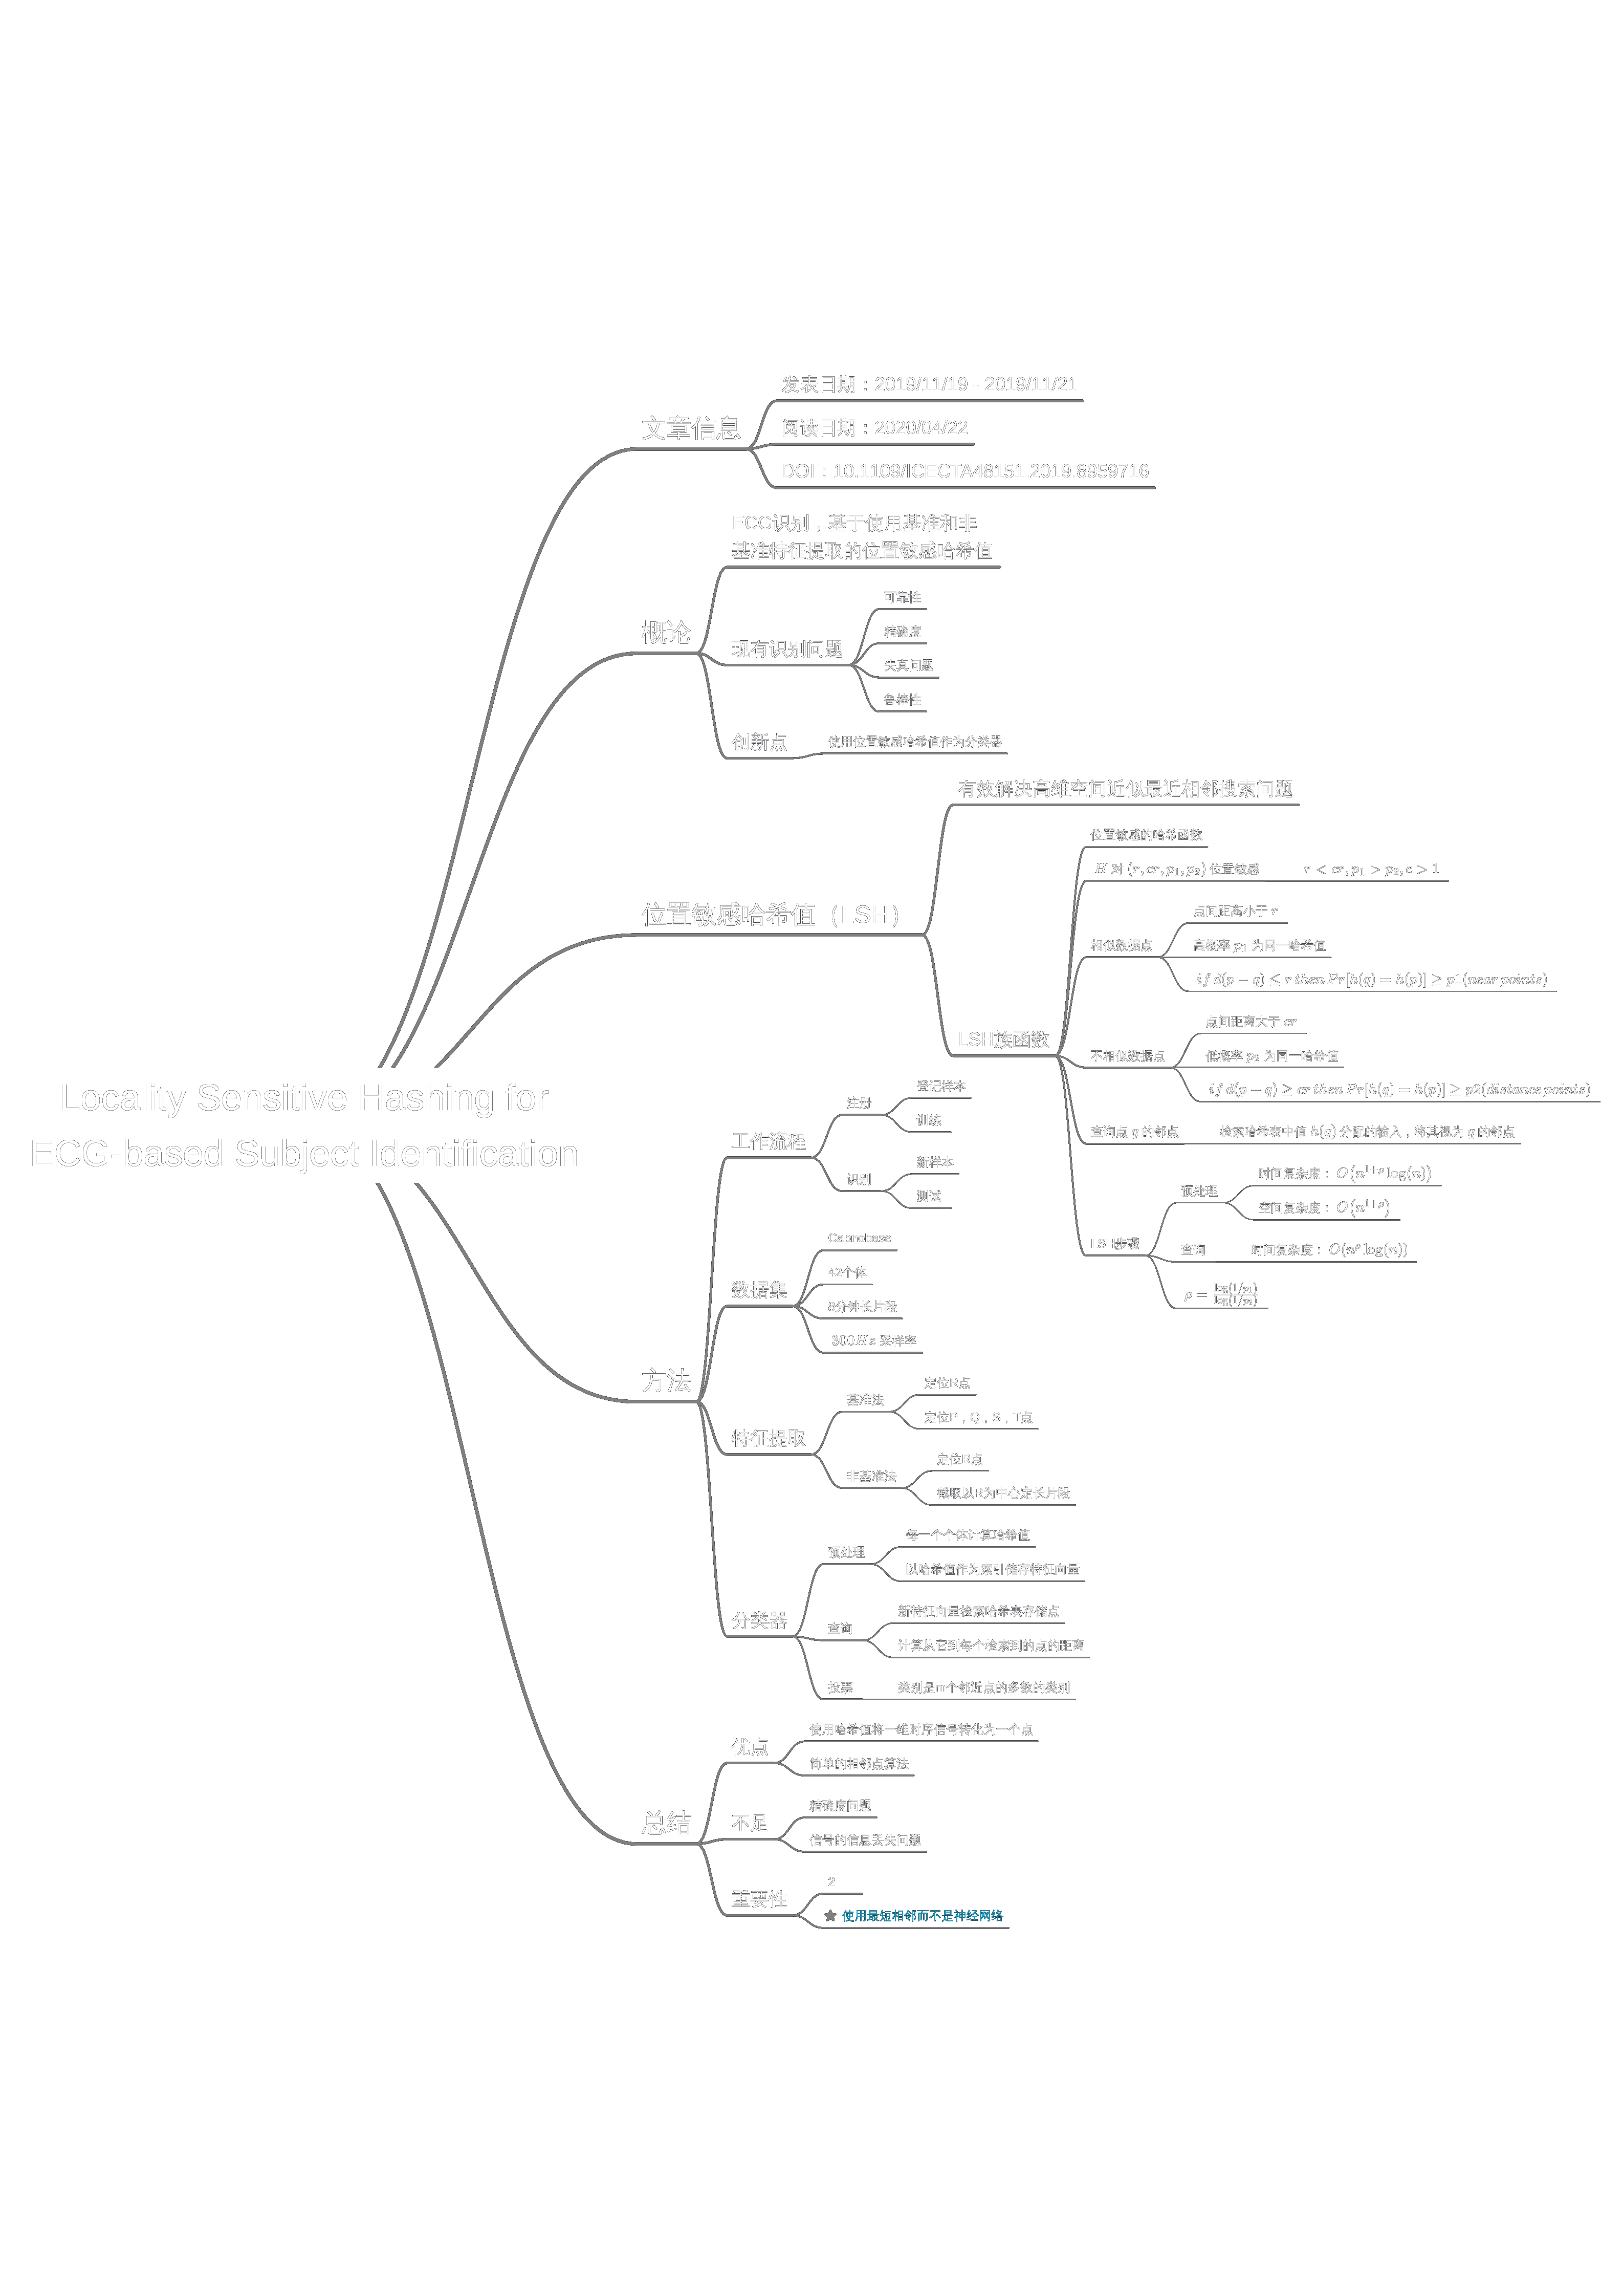 Locality Sensitive Hashing for
ECG-based Subject Identification
文章信息
发表日期：2019/11/19 - 2019/11/21
阅读日期：2020/04/22
DOI：10.1109/ICECTA48151.2019.8959716
概论
ECG识别，基于使用基准和非
基准特征提取的位置敏感哈希值
现有识别问题
可靠性
精确度
失真问题
鲁棒性
创新点
使用位置敏感哈希值作为分类器
位置敏感哈希值（LSH）
有效解决高维空间近似最近相邻搜索问题
LSH族函数
位置敏感的哈希函数
H 对 (r,cr,p₁,p₂) 位置敏感
r < cr,p₁ > p₂,c > 1
相似数据点
点间距离小于 r
高概率 p₁ 为同一哈希值
if d(p − q) ≤ r then Pr[h(q) = h(p)] ≥ p1(near points)
不相似数据点
点间距离大于 cr
低概率 p₂ 为同一哈希值
if d(p − q) ≥ cr then Pr[h(q) = h(p)] ≥ p2(distance points)
查询点 q 的邻点
检索哈希表中值 h(q) 分配的输入，将其视为 q 的邻点
LSH步骤
预处理
时间复杂度： O(n^{1+ρ} log(n))
空间复杂度： O(n^{1+ρ})
查询
时间复杂度： O(n^ρ log(n))
ρ = log(1/p₁)/log(1/p₂)
方法
工作流程
注册
登记样本
训练
识别
新样本
测试
数据集
Capnobase
42个体
8分钟长片段
300Hz 采样率
特征提取
基准法
定位R点
定位P，Q，S，T点
非基准法
定位R点
截取以R为中心定长片段
分类器
预处理
每一个个体计算哈希值
以哈希值作为索引储存特征向量
查询
新特征向量检索哈希表存储点
计算从它到每个检索到的点的距离
投票
类别是m个邻近点的多数的类别
总结
优点
使用哈希值将一维时序信号转化为一个点
简单的相邻点算法
不足
精确度问题
信号的信息丢失问题
重要性
2
使用最短相邻而不是神经网络